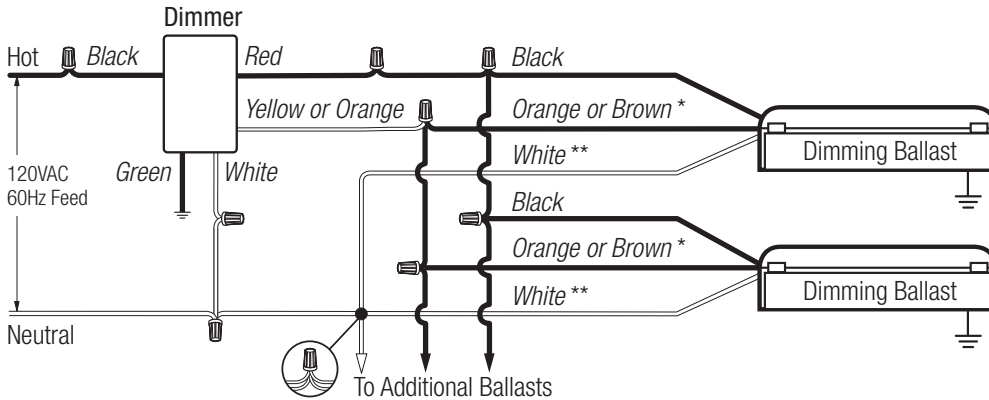 Dimmer
Hot
Black
Red
Black
Yellow or Orange
Orange or Brown *
Dimming Ballast
120VAC
60Hz Feed
Green
White
White **
Black
Orange or Brown *
Dimming Ballast
White **
Neutral
To Additional Ballasts